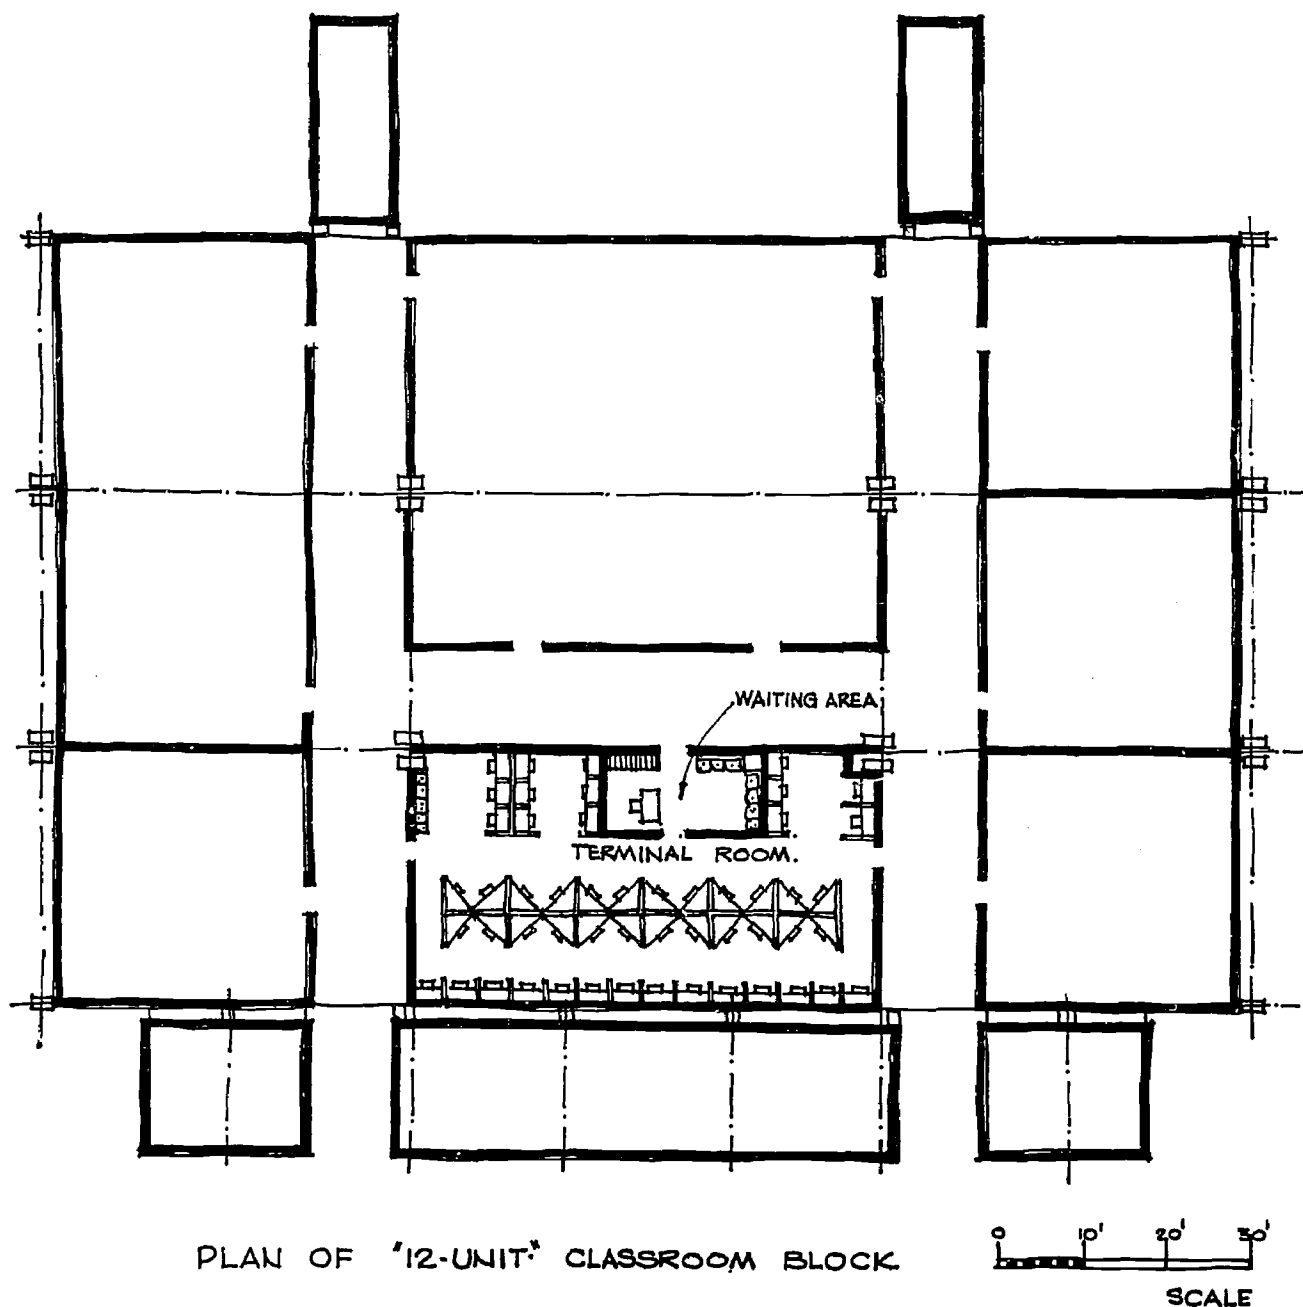 WAITING AREA
TERMINAL ROOM.
PLAN OF "12-UNIT" CLASSROOM BLOCK
0 10' 20' 30'
SCALE